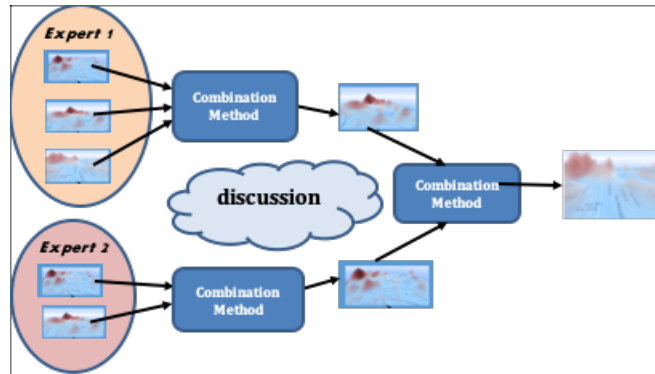 Expert 1
Combination
Method
discussion
Combination
Method
Expert 2
Combination
Method